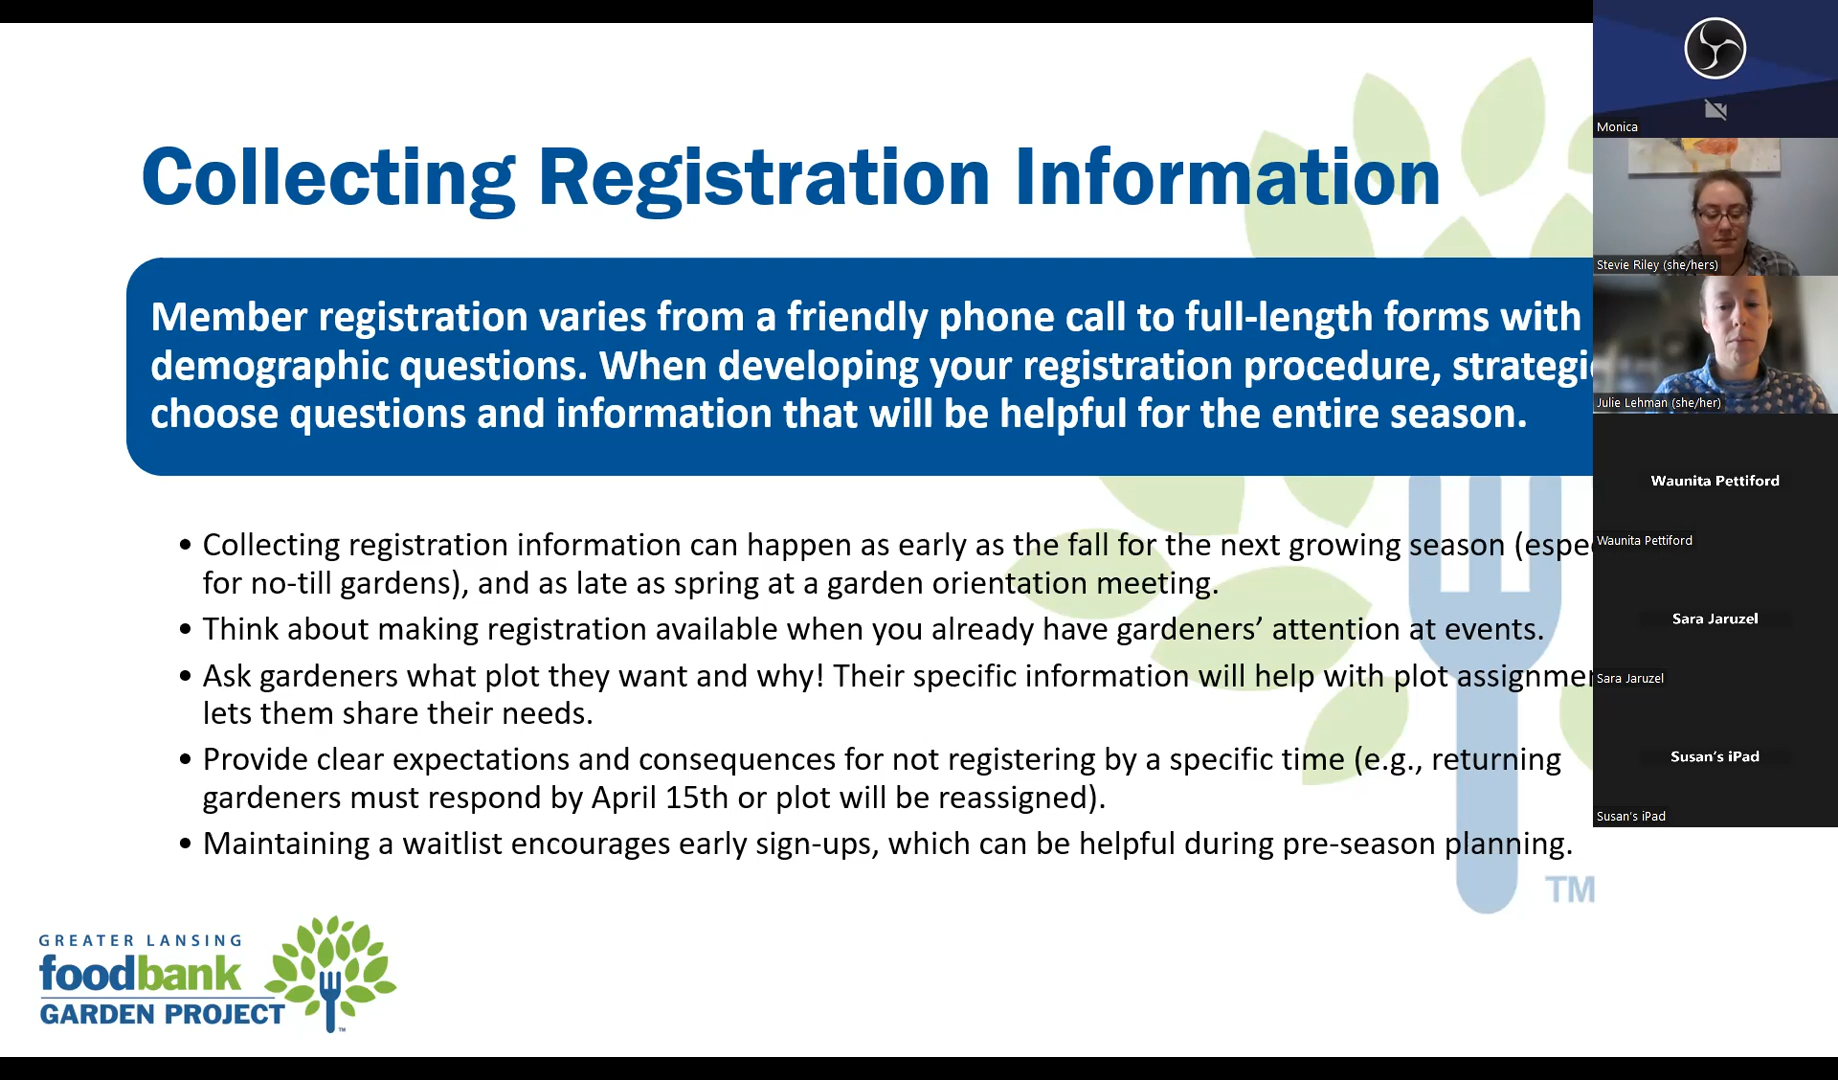 Collecting Registration Information
Member registration varies from a friendly phone call to full-length forms with
demographic questions. When developing your registration procedure,
choose questions and information that will be helpful for the entire season.
• Collecting registration information can happen as early as the fall for the next growing season
for no-till gardens), and as late as spring at a garden orientation meeting.
• Think about making registration available when you already have gardeners’ attention at events.
• Ask gardeners what plot they want and why! Their specific information will help with plot
lets them share their needs.
• Provide clear expectations and consequences for not registering by a specific time (e.g., returning
gardeners must respond by April 15th or plot will be reassigned).
• Maintaining a waitlist encourages early sign-ups, which can be helpful during pre-season planning.
TM
GREATER LANSING
foodbank
GARDEN PROJECT
TM
Monica
Stevie Riley (she/hers)
Julie Lehman (she/her)
Waunita Pettiford
Waunita Pettiford
Sara Jaruzel
Sara Jaruzel
Susan’s iPad
Susan's iPad